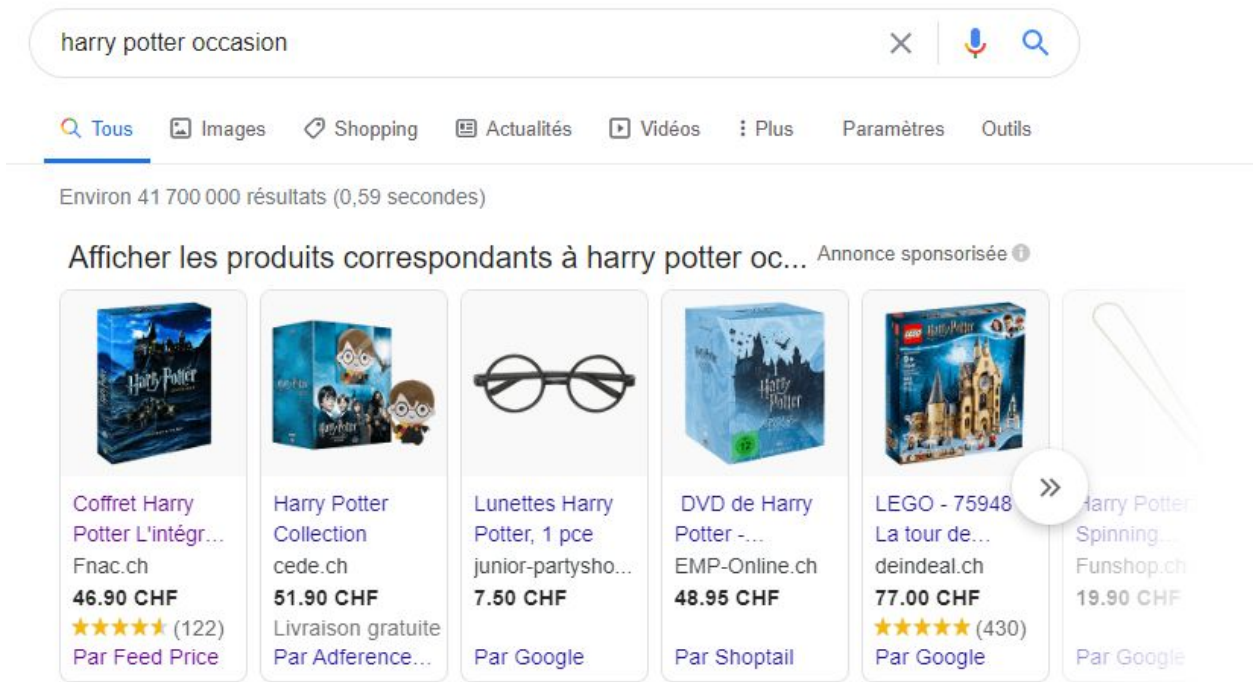 harry potter occasion
Tous Images Shopping Actualités Vidéos Plus Paramètres Outils
Environ 41 700 000 résultats (0,59 secondes)
Afficher les produits correspondants à harry potter oc... Annonce sponsorisée
Harry Potter
Harry Potter
Harry Potter
12
LEGO Harry Potter
Coffret Harry
Potter L'intégr...
Fnac.ch
46.90 CHF
(122)
Par Feed Price
Harry Potter
Collection
cede.ch
51.90 CHF
Livraison gratuite
Par Adference...
Lunettes Harry
Potter, 1 pce
junior-partysho...
7.50 CHF
Par Google
DVD de Harry
Potter -...
EMP-Online.ch
48.95 CHF
Par Shoptail
LEGO - 75948
La tour de...
deindeal.ch
77.00 CHF
(430)
Par Google
Harry Potter
Spinning...
Funshop.ch
19.90 CHF
Par Google